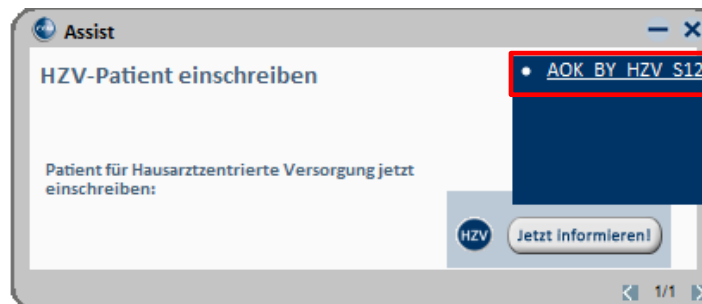 Assist
HZV-Patient einschreiben
AOK_BY_HZV_S12
Patient für Hausarztzentrierte Versorgung jetzt
einschreiben:
HZV
Jetzt Informieren!
1/1